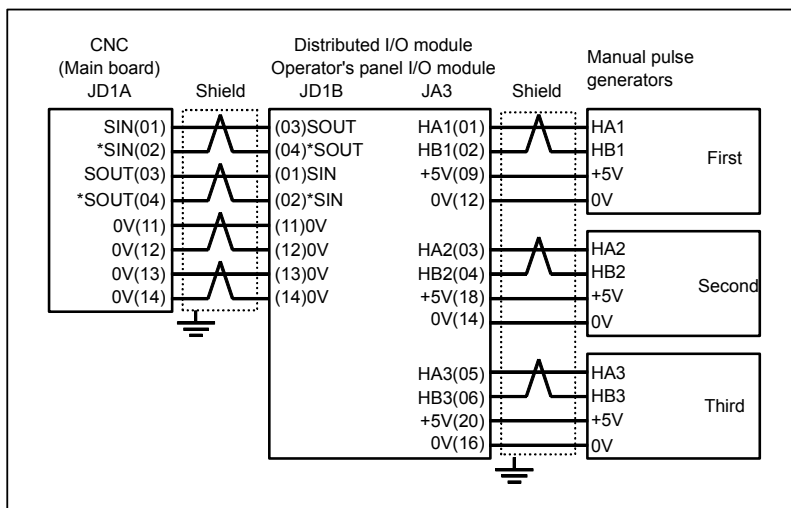 CNC
(Main board)
JD1A
Shield
Distributed I/O module
Operator's panel I/O module
JD1B
JA3
Shield
Manual pulse
generators
SIN(01)
*SIN(02)
SOUT(03)
*SOUT(04)
0V(11)
0V(12)
0V(13)
0V(14)
(03)SOUT
(04)*SOUT
(01)SIN
(02)*SIN
(11)0V
(12)0V
(13)0V
(14)0V
HA1(01)
HB1(02)
+5V(09)
0V(12)
HA2(03)
HB2(04)
+5V(18)
0V(14)
HA3(05)
HB3(06)
+5V(20)
0V(16)
HA1
HB1
+5V
0V
First
HA2
HB2
+5V
0V
Second
HA3
HB3
+5V
0V
Third